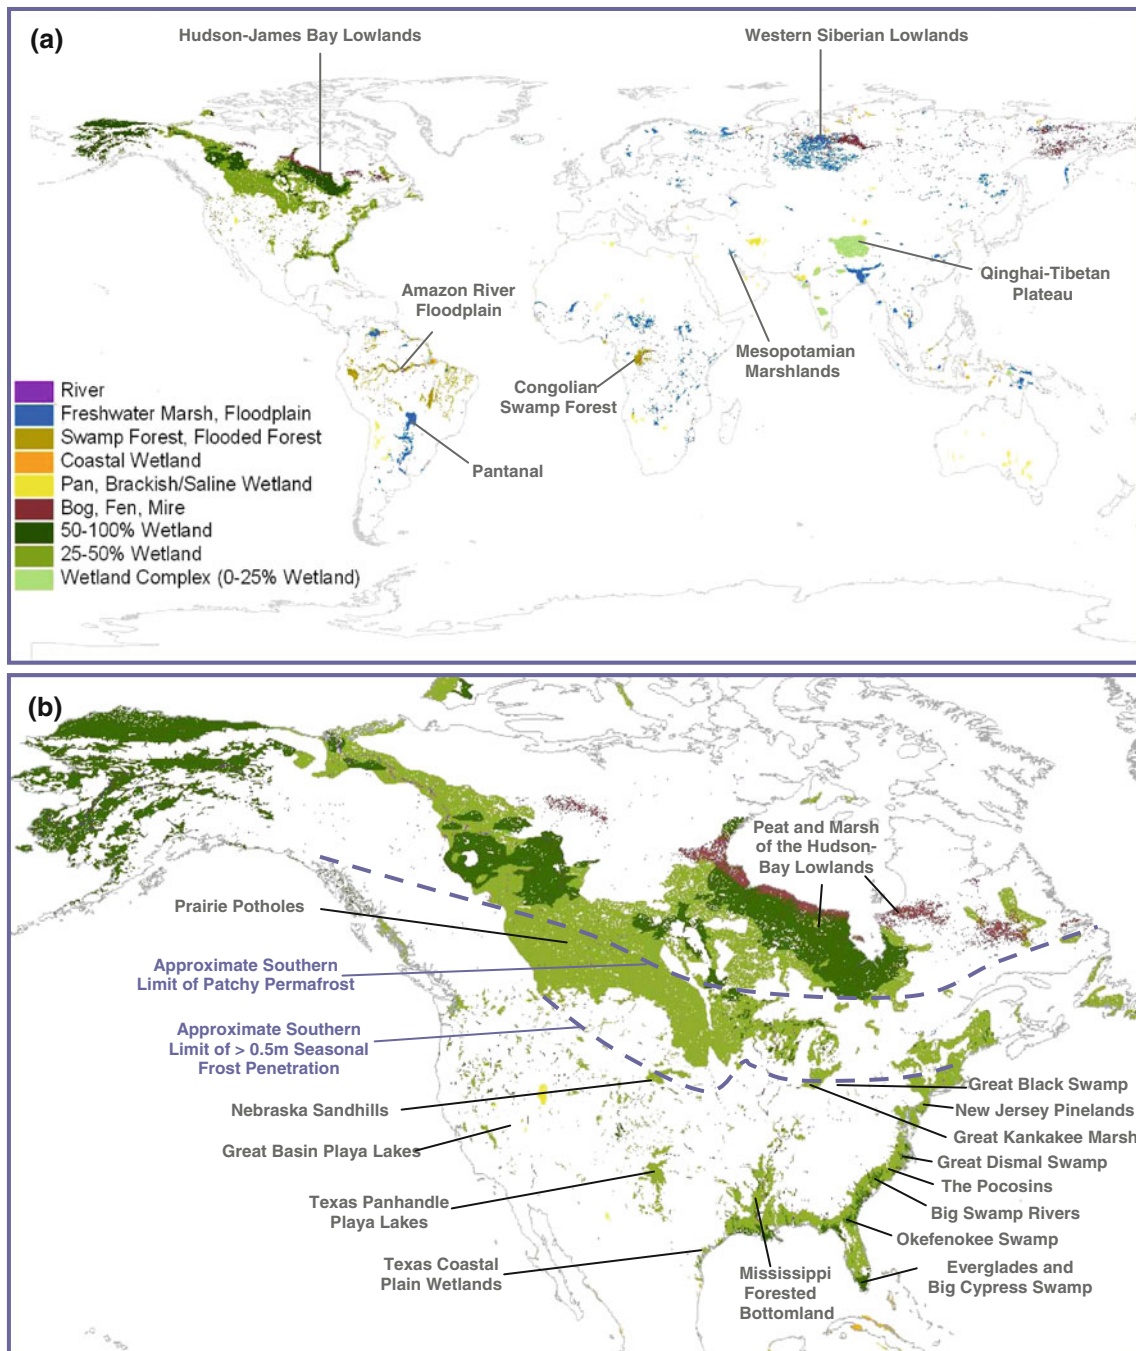 (a)
Hudson-James Bay Lowlands
Western Siberian Lowlands
Amazon River
Floodplain
Qinghai-Tibetan
Plateau
Mesopotamian
Marshlands
Congolian
Swamp Forest
Pantanal
River
Freshwater Marsh, Floodplain
Swamp Forest, Flooded Forest
Coastal Wetland
Pan, Brackish/Saline Wetland
Bog, Fen, Mire
50-100% Wetland
25-50% Wetland
Wetland Complex (0-25% Wetland)
(b)
Peat and Marsh
of the Hudson-
Bay Lowlands
Prairie Potholes
Approximate Southern
Limit of Patchy Permafrost
Approximate Southern
Limit of > 0.5m Seasonal
Frost Penetration
Nebraska Sandhills
Great Basin Playa Lakes
Texas Panhandle
Playa Lakes
Texas Coastal
Plain Wetlands
Mississippi
Forested
Bottomland
Great Black Swamp
New Jersey Pinelands
Great Kankakee Marsh
Great Dismal Swamp
The Pocosins
Big Swamp Rivers
Okefenokee Swamp
Everglades and
Big Cypress Swamp